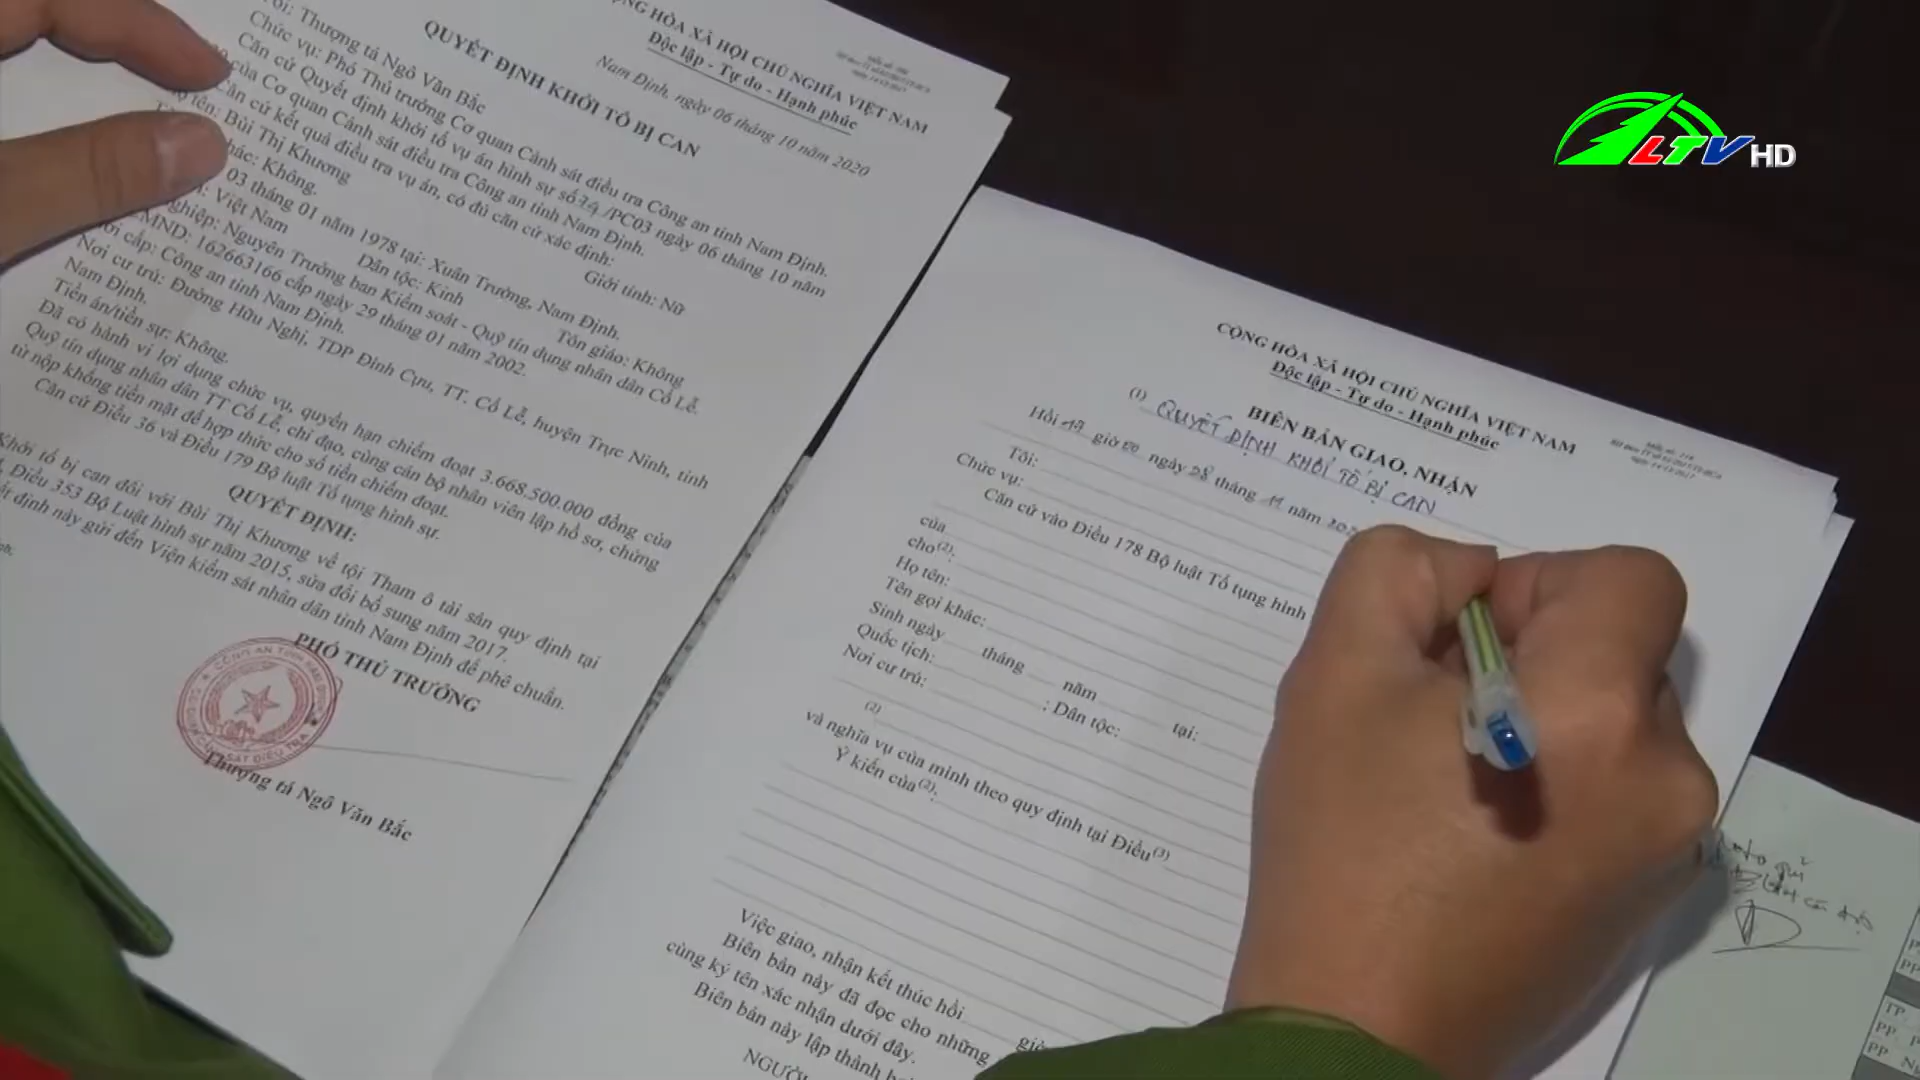 CỘNG HÒA XÃ HỘI CHỦ NGHĨA VIỆT NAM
Độc lập - Tự do - Hạnh phúc
Nam Định, ngày 06 tháng 10 năm 2020
QUYẾT ĐỊNH KHỞI TỐ BỊ CAN
Tôi: Thượng tá Ngô Văn Bắc
Chức vụ: Phó Thủ trưởng Cơ quan Cảnh sát điều tra Công an tỉnh Nam Định.
Căn cứ Quyết định khởi tố vụ án hình sự số /PC03 ngày 06 tháng 10 năm
của Cơ quan Cảnh sát điều tra Công an tỉnh Nam Định.
Căn cứ kết quả điều tra vụ án, có đủ căn cứ xác định:
tên: Bùi Thị Khương Giới tính: Nữ
khác: Không.
03 tháng 01 năm 1978 tại: Xuân Trường, Nam Định.
Việt Nam Dân tộc: Kinh Tôn giáo: Không
nghiệp: Nguyên Trưởng ban Kiểm soát - Quỹ tín dụng nhân dân Cổ Lễ.
CMND: 162663166 cấp ngày 29 tháng 01 năm 2002.
Nơi cấp: Công an tỉnh Nam Định.
Nơi cư trú: Đường Hữu Nghị, TDP Đinh Cựu, TT. Cổ Lễ, huyện Trực Ninh, tỉnh
Nam Định.
Tiền án/tiền sự: Không.
Đã có hành vi lợi dụng chức vụ, quyền hạn chiếm đoạt 3.668.500.000 đồng của
Quỹ tín dụng nhân dân TT Cổ Lễ, chỉ đạo, cùng cán bộ nhân viên lập hồ sơ, chứng
từ nộp khống tiền mặt để hợp thức cho số tiền chiếm đoạt.
Căn cứ Điều 36 và Điều 179 Bộ luật Tố tụng hình sự.
QUYẾT ĐỊNH:
Khởi tố bị can đối với Bùi Thị Khương về tội Tham ô tài sản quy định tại
Điều 353 Bộ Luật hình sự năm 2015, sửa đổi bổ sung năm 2017.
định này gửi đến Viện kiểm sát nhân dân tỉnh Nam Định để phê chuẩn.
PHÓ THỦ TRƯỞNG
Thượng tá Ngô Văn Bắc
CỘNG HÒA XÃ HỘI CHỦ NGHĨA VIỆT NAM
Độc lập - Tự do - Hạnh phúc
BIÊN BẢN GIAO, NHẬN
(1) QUYẾT ĐỊNH KHỞI TỐ BỊ CAN
Hồi 17 giờ 00 ngày 28 tháng 11 năm 202
Tôi:
Chức vụ:
Căn cứ vào Điều 178 Bộ luật Tố tụng hình
của
cho(2):
Họ tên:
Tên gọi khác:
Sinh ngày tháng năm tại:
Quốc tịch: ; Dân tộc:
Nơi cư trú:
(2)
và nghĩa vụ của mình theo quy định tại Điều(3)
Ý kiến của(2):
Việc giao, nhận kết thúc hồi giờ
Biên bản này đã đọc cho những
cùng ký tên xác nhận dưới đây.
Biên bản này lập thành
NGƯỜI
LTV HD